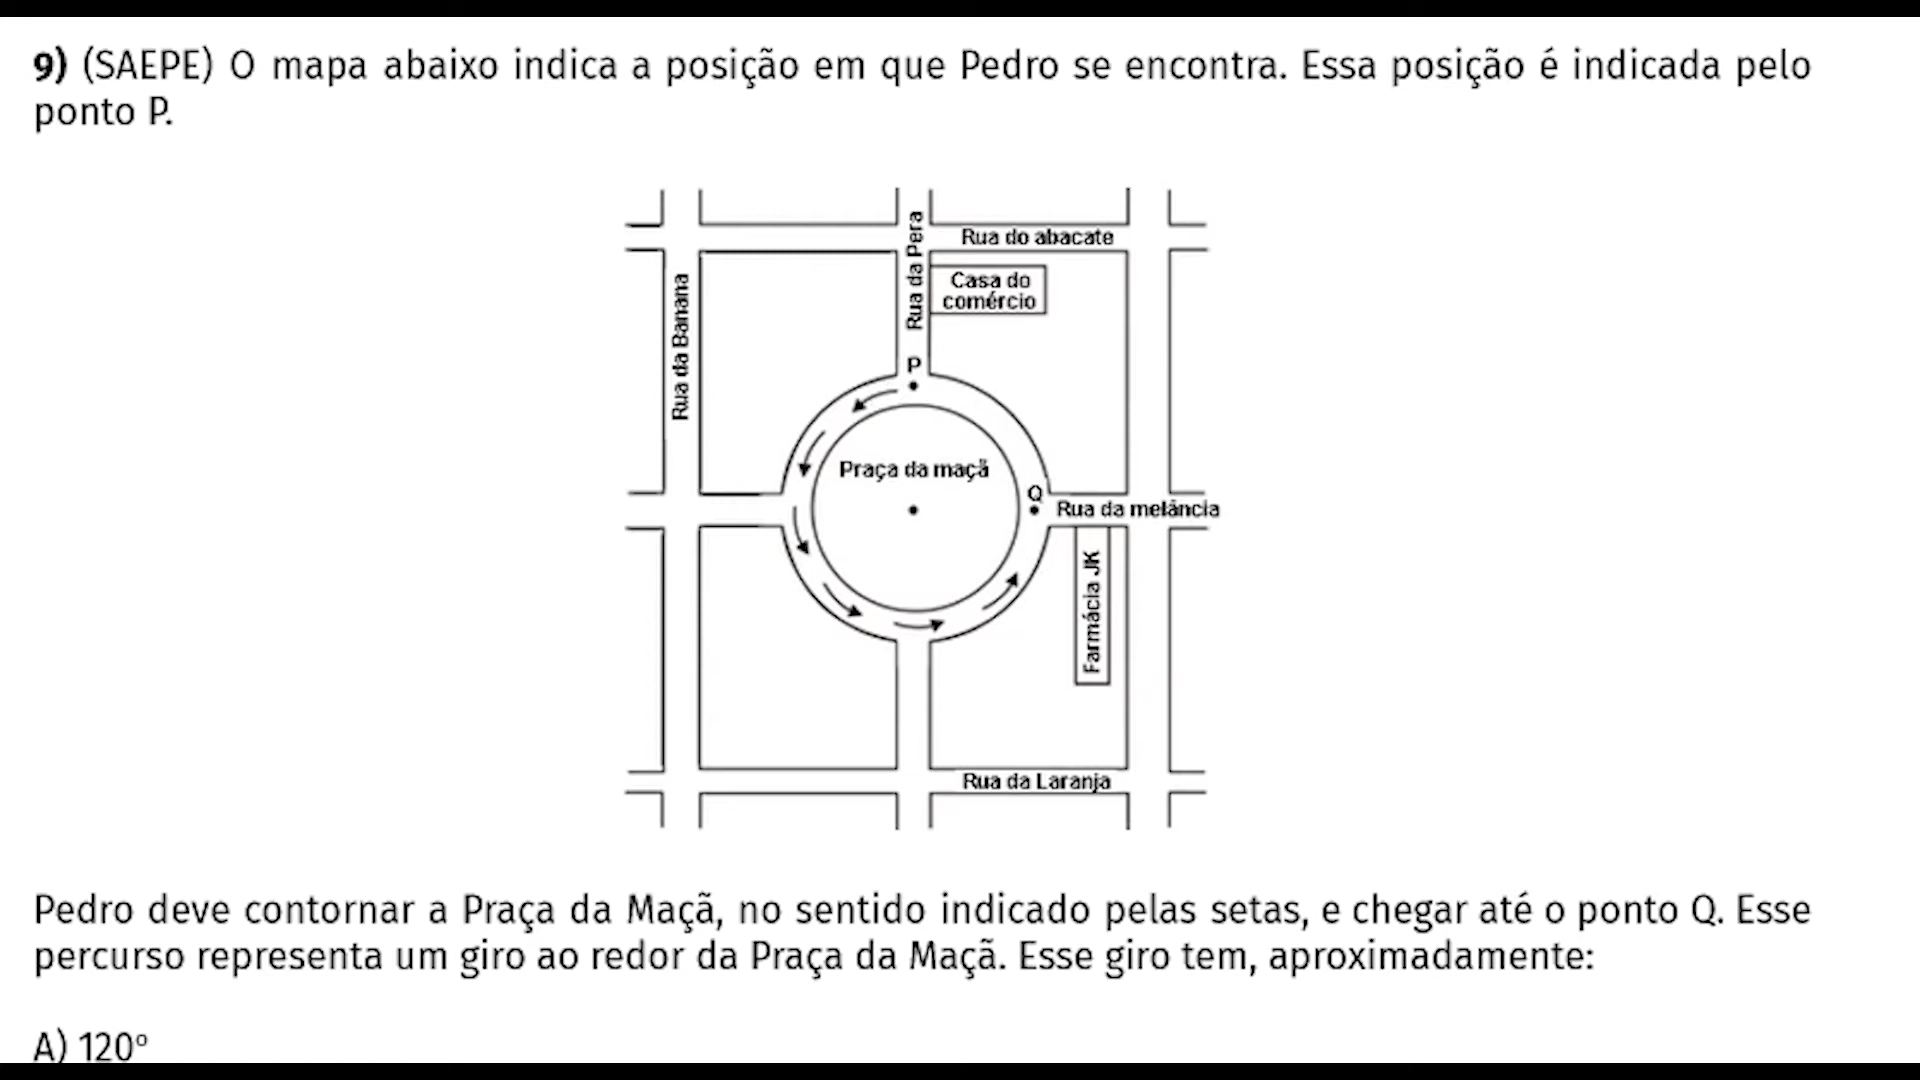 9) (SAEPE) O mapa abaixo indica a posição em que Pedro se encontra. Essa posição é indicada pelo
ponto P.
Rua da Pera
Rua do abacate
Casa do
comércio
Rua da Banana
P
Praça da maçã
Q
Rua da melância
Farmácia JK
Rua da Laranja
Pedro deve contornar a Praça da Maçã, no sentido indicado pelas setas, e chegar até o ponto Q. Esse
percurso representa um giro ao redor da Praça da Maçã. Esse giro tem, aproximadamente:
A) 120º